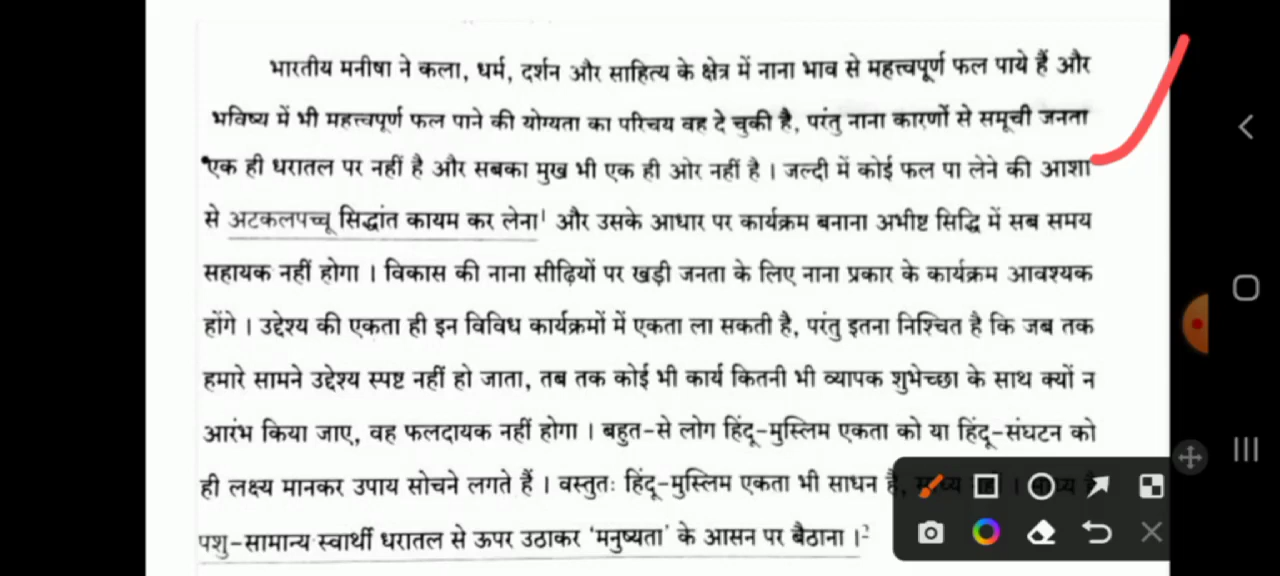 भारतीय मनीषा ने कला, धर्म, दर्शन और साहित्य के क्षेत्र में नाना भाव से महत्त्वपूर्ण फल पाये हैं और
भविष्य में भी महत्त्वपूर्ण फल पाने की योग्यता का परिचय वह दे चुकी है, परंतु नाना कारणों से समूची जनता
एक ही धरातल पर नहीं है और सबका मुख भी एक ही ओर नहीं है । जल्दी में कोई फल पा लेने की आशा
से अटकलपच्चू सिद्धांत कायम कर लेना¹ और उसके आधार पर कार्यक्रम बनाना अभीष्ट सिद्धि में सब समय
सहायक नहीं होगा । विकास की नाना सीढ़ियों पर खड़ी जनता के लिए नाना प्रकार के कार्यक्रम आवश्यक
होंगे । उद्देश्य की एकता ही इन विविध कार्यक्रमों में एकता ला सकती है, परंतु इतना निश्चित है कि जब तक
हमारे सामने उद्देश्य स्पष्ट नहीं हो जाता, तब तक कोई भी कार्य कितनी भी व्यापक शुभेच्छा के साथ क्यों न
आरंभ किया जाए, वह फलदायक नहीं होगा । बहुत-से लोग हिंदू-मुस्लिम एकता को या हिंदू-संघटन को
ही लक्ष्य मानकर उपाय सोचने लगते हैं । वस्तुतः हिंदू-मुस्लिम एकता भी साधन है,
पशु-सामान्य स्वार्थी धरातल से ऊपर उठाकर 'मनुष्यता' के आसन पर बैठाना ।²